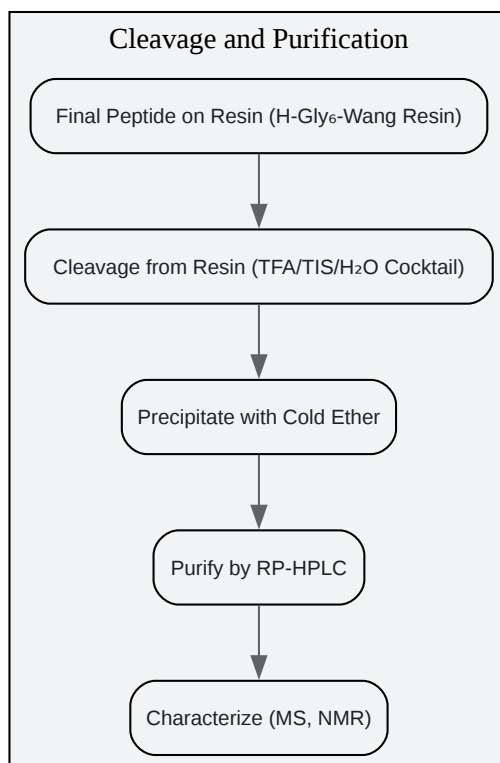 Cleavage and Purification
Final Peptide on Resin (H-Gly₆-Wang Resin)
Cleavage from Resin (TFA/TIS/H₂O Cocktail)
Precipitate with Cold Ether
Purify by RP-HPLC
Characterize (MS, NMR)